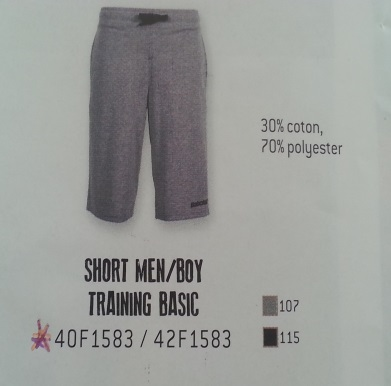 30% coton,
70% polyester
SHORT MEN/BOY
TRAINING BASIC
40F1583 / 42F1583
107
115